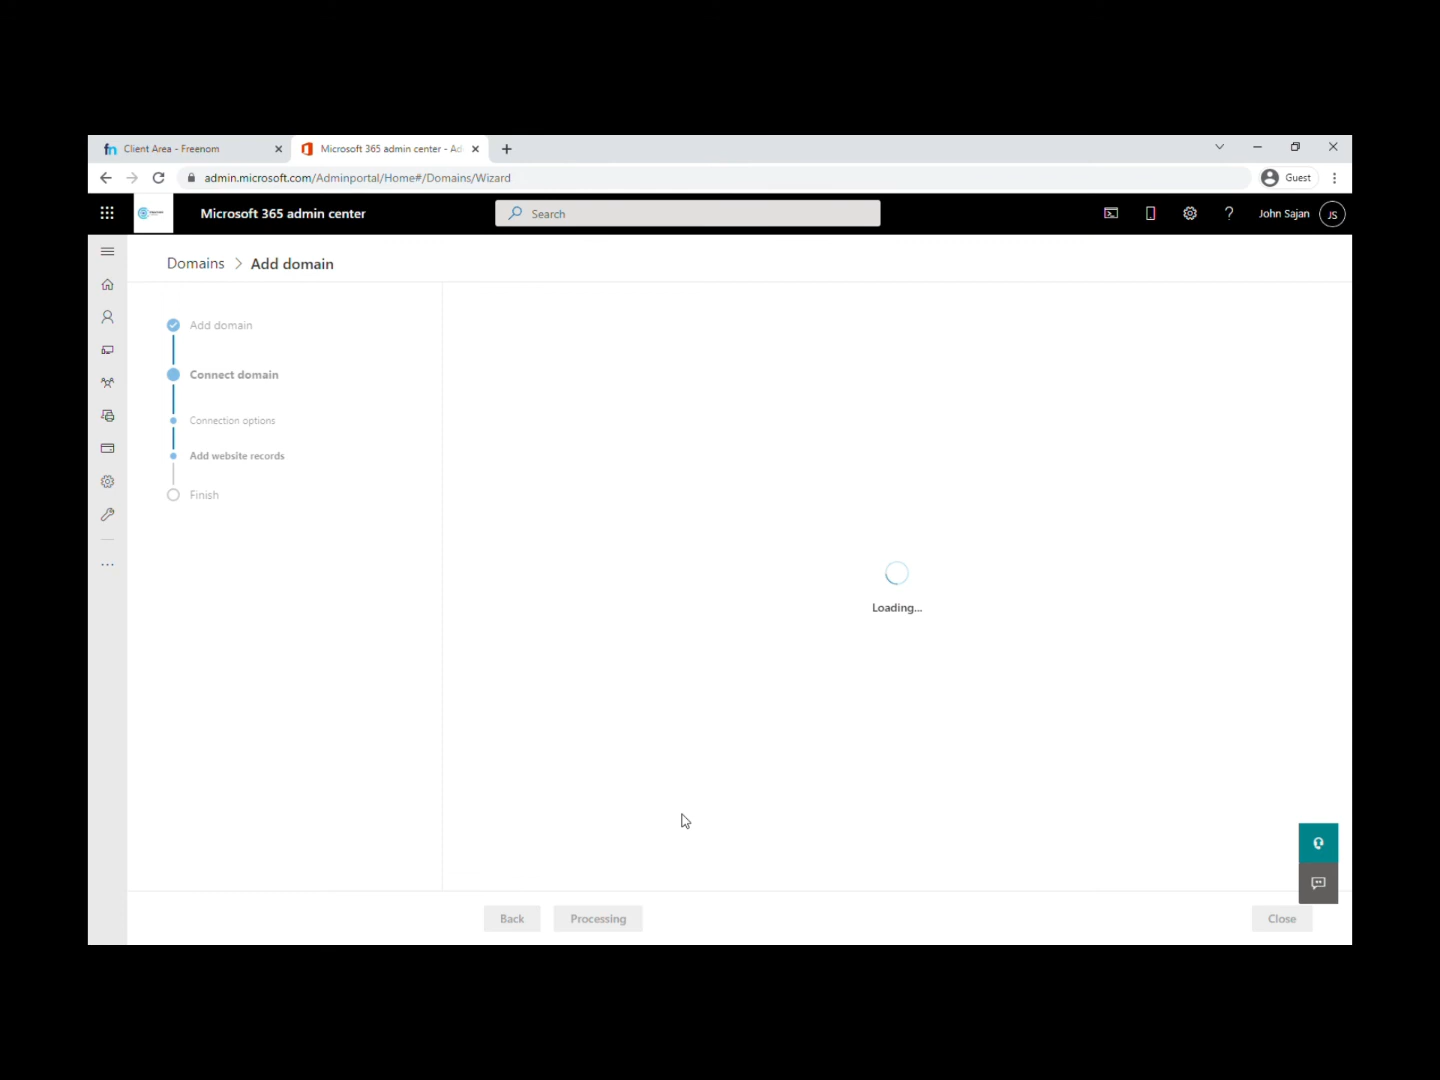 fn Client Area - Freenom
Microsoft 365 admin center - Ad
admin.microsoft.com/Adminportal/Home#/Domains/Wizard
Guest
Microsoft 365 admin center
Search
John Sajan
JS
Domains > Add domain
Add domain
Connect domain
Connection options
Add website records
Finish
Loading...
Back
Processing
Close